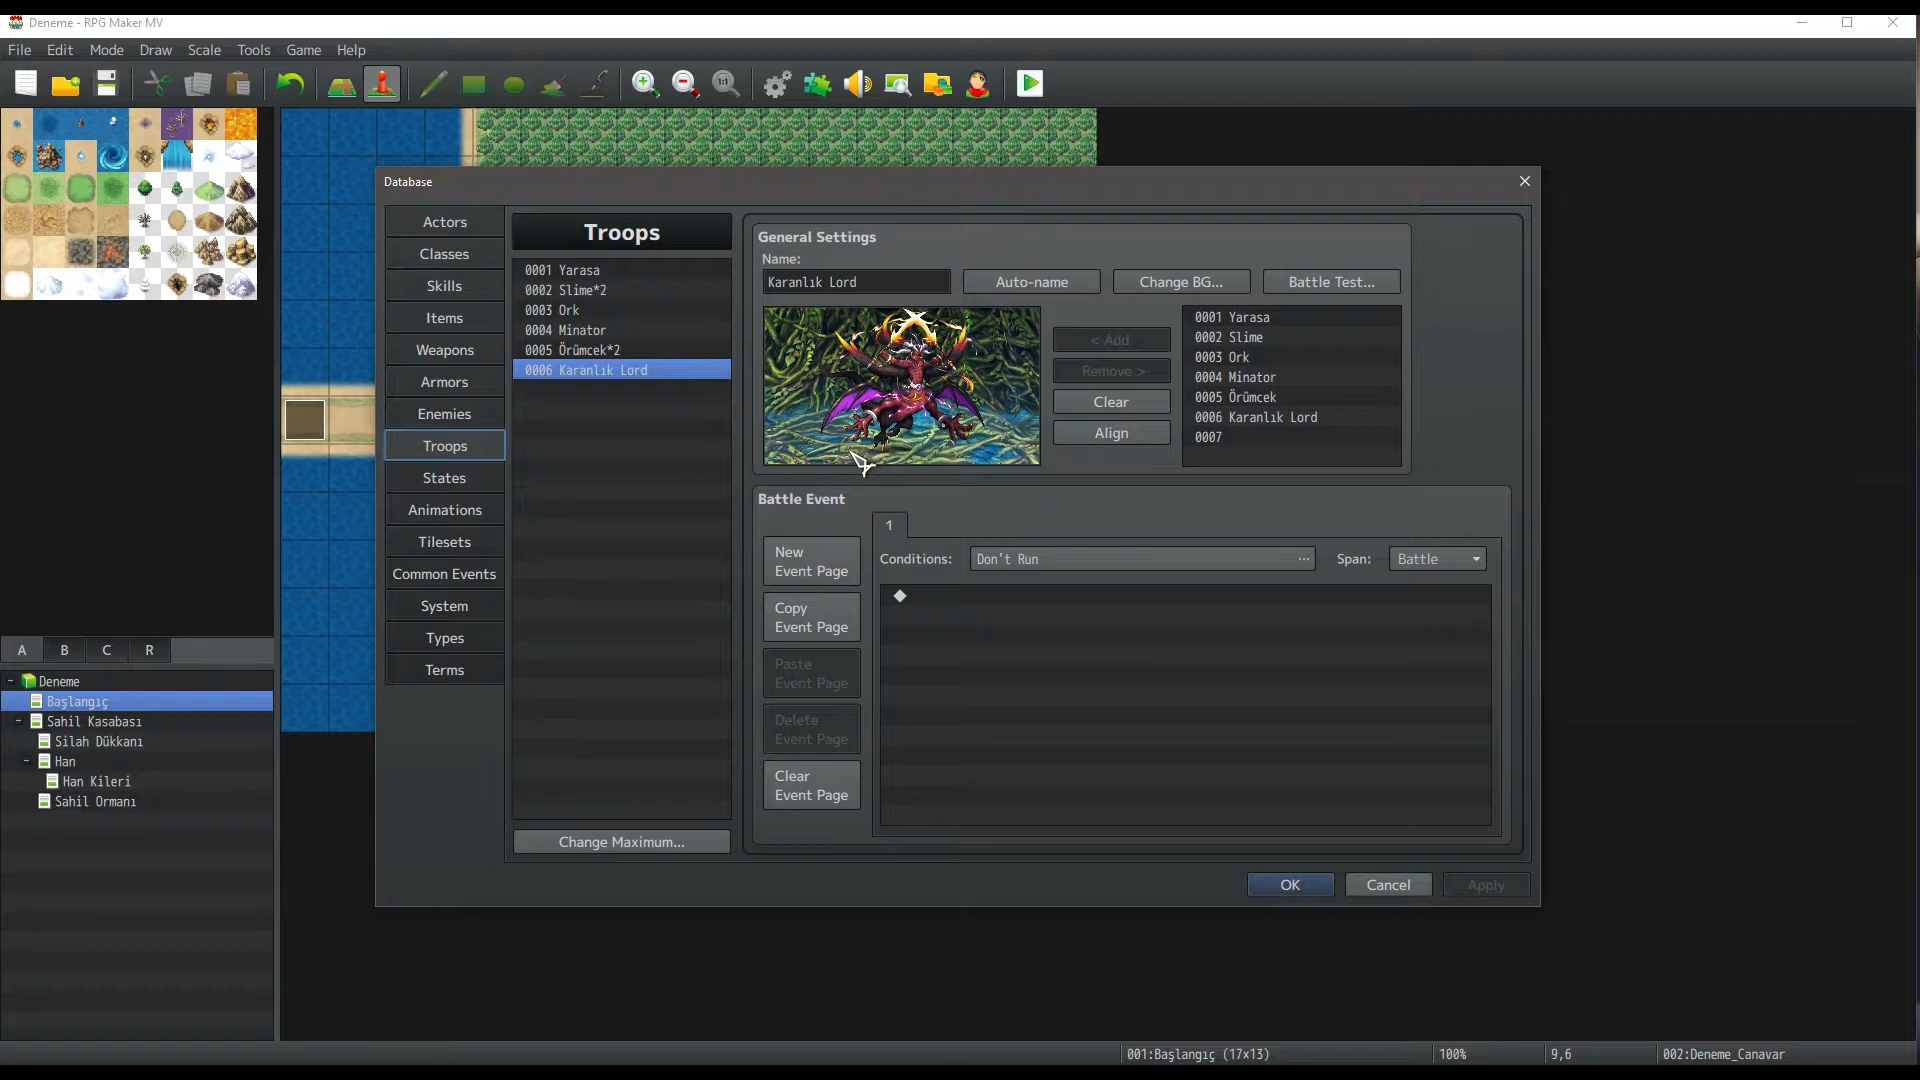 Deneme - RPG Maker MV
File Edit Mode Draw Scale Tools Game Help
1:1
Database
Actors
Classes
Skills
Items
Weapons
Armors
Enemies
Troops
States
Animations
Tilesets
Common Events
System
Types
Terms
Troops
0001 Yarasa
0002 Slime*2
0003 Ork
0004 Minator
0005 Örümcek*2
0006 Karanlık Lord
Change Maximum...
General Settings
Name:
Karanlık Lord
Auto-name
Change BG...
Battle Test...
< Add
Remove >
Clear
Align
0001 Yarasa
0002 Slime
0003 Ork
0004 Minator
0005 Örümcek
0006 Karanlık Lord
0007
Battle Event
1
New
Event Page
Copy
Event Page
Paste
Event Page
Delete
Event Page
Clear
Event Page
Conditions: Don't Run ... Span: Battle
OK Cancel Apply
A B C R
Deneme
Başlangıç
Sahil Kasabası
Silah Dükkanı
Han
Han Kileri
Sahil Ormanı
001:Başlangıç (17×13) 100% 9,6 002:Deneme_Canavar